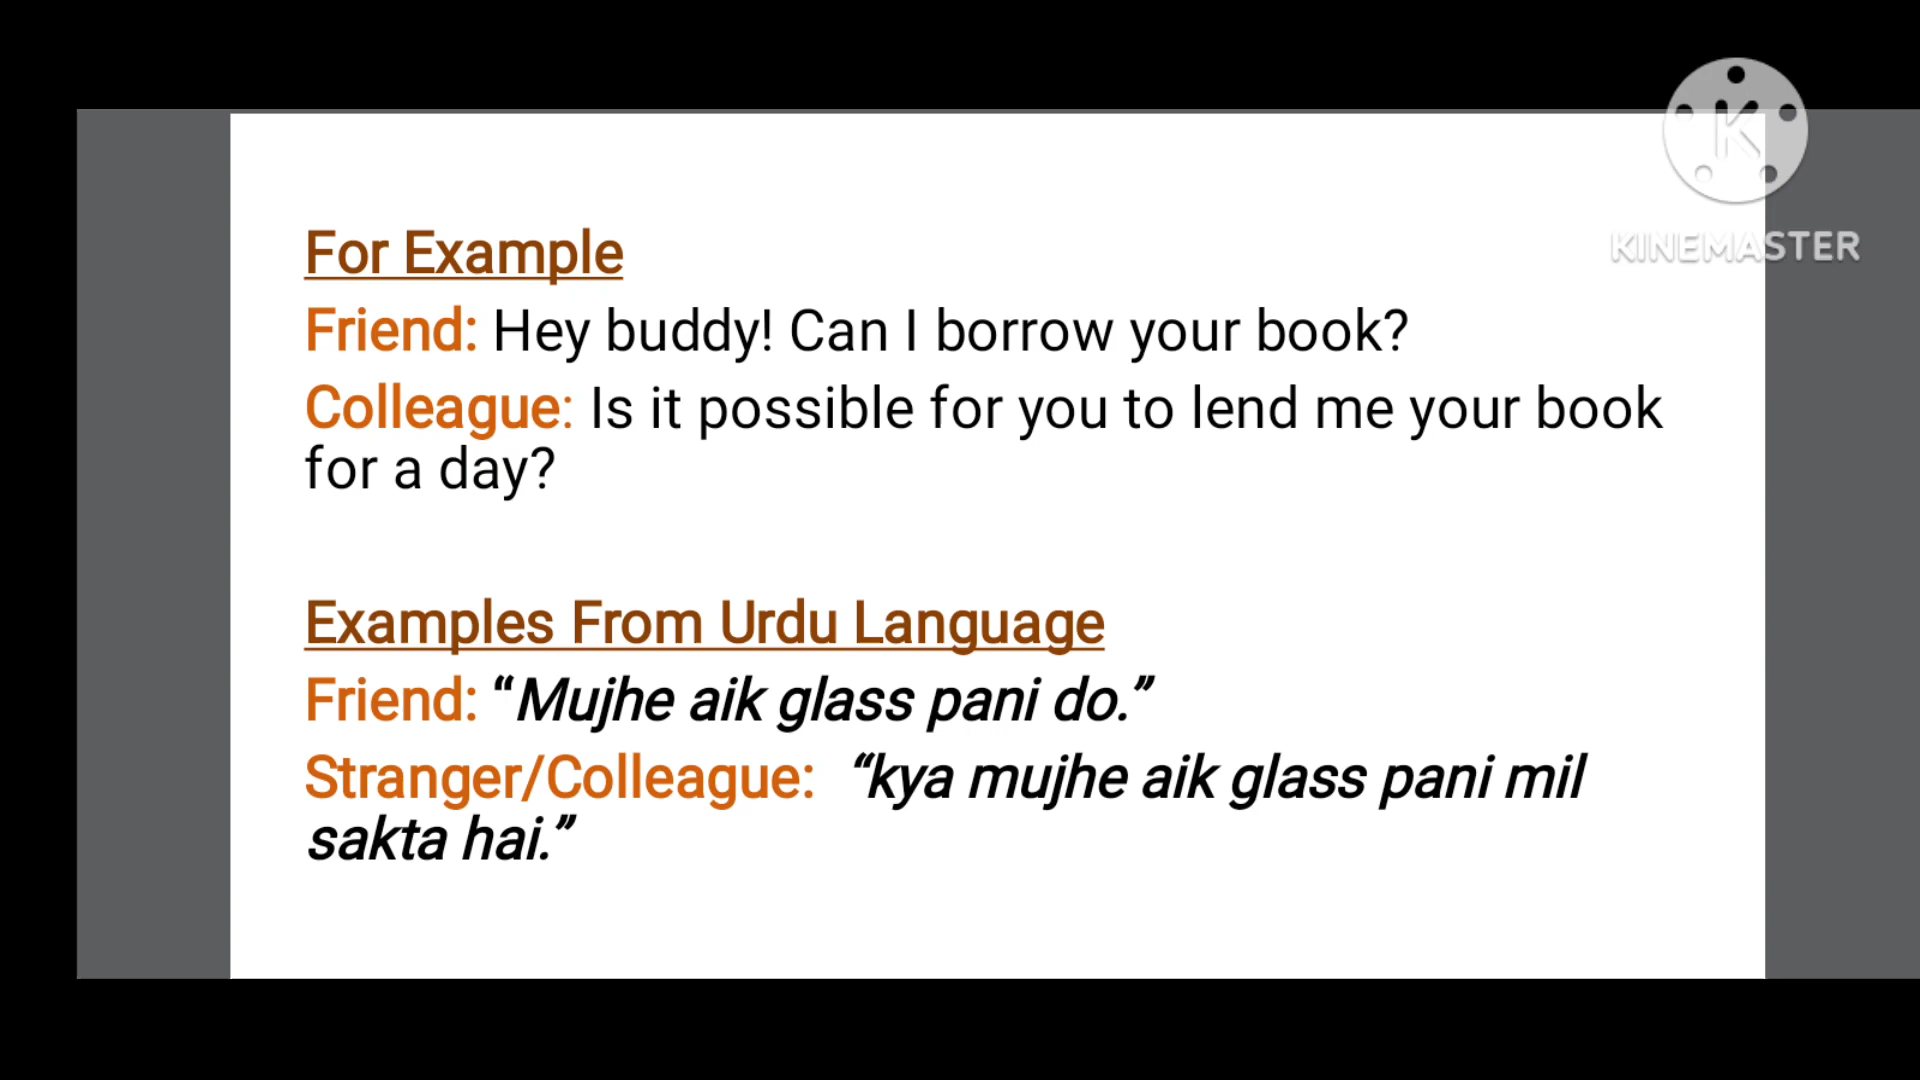 K
KINEMASTER
For Example
Friend: Hey buddy! Can I borrow your book?
Colleague: Is it possible for you to lend me your book
for a day?
Examples From Urdu Language
Friend: “Mujhe aik glass pani do.”
Stranger/Colleague: “kya mujhe aik glass pani mil
sakta hai.”